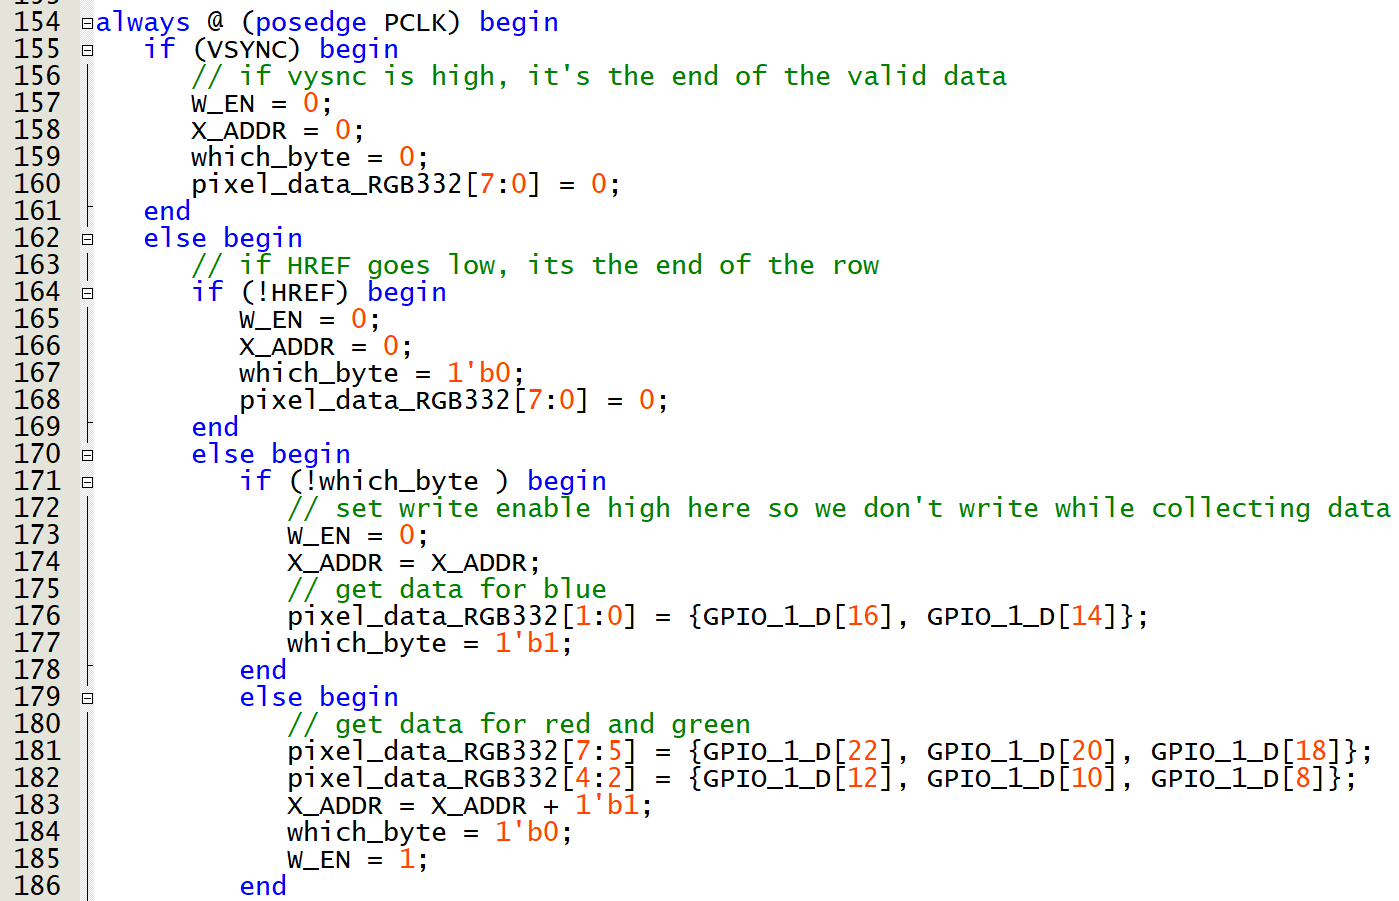 154 always @ (posedge PCLK) begin
155 if (VSYNC) begin
156 // if vysnc is high, it's the end of the valid data
157 W_EN = 0;
158 X_ADDR = 0;
159 which_byte = 0;
160 pixel_data_RGB332[7:0] = 0;
161 end
162 else begin
163 // if HREF goes low, its the end of the row
164 if (!HREF) begin
165 W_EN = 0;
166 X_ADDR = 0;
167 which_byte = 1'b0;
168 pixel_data_RGB332[7:0] = 0;
169 end
170 else begin
171 if (!which_byte ) begin
172 // set write enable high here so we don't write while collecting data
173 W_EN = 0;
174 X_ADDR = X_ADDR;
175 // get data for blue
176 pixel_data_RGB332[1:0] = {GPIO_1_D[16], GPIO_1_D[14]};
177 which_byte = 1'b1;
178 end
179 else begin
180 // get data for red and green
181 pixel_data_RGB332[7:5] = {GPIO_1_D[22], GPIO_1_D[20], GPIO_1_D[18]};
182 pixel_data_RGB332[4:2] = {GPIO_1_D[12], GPIO_1_D[10], GPIO_1_D[8]};
183 X_ADDR = X_ADDR + 1'b1;
184 which_byte = 1'b0;
185 W_EN = 1;
186 end